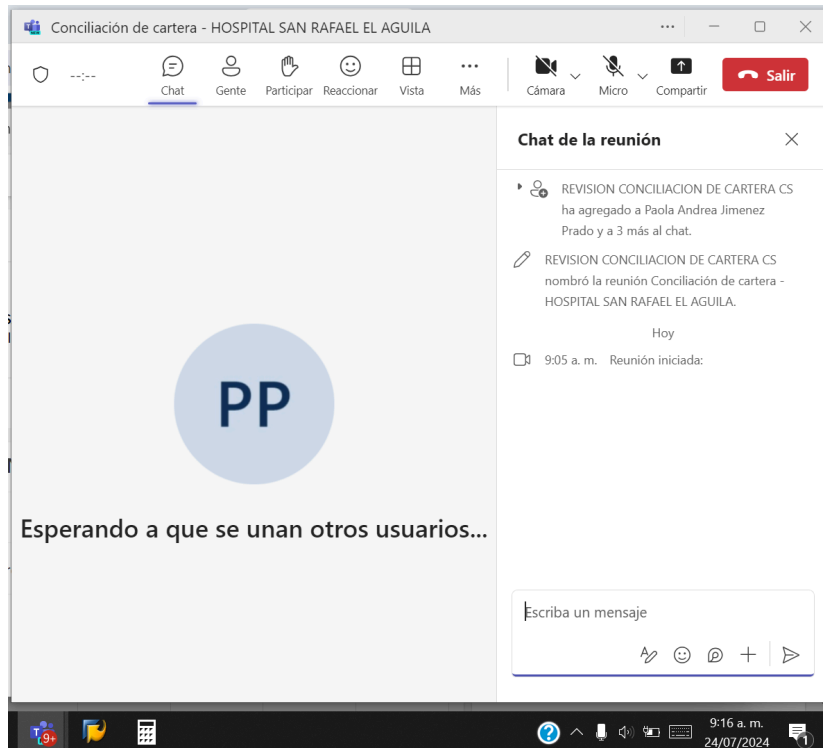 Conciliación de cartera - HOSPITAL SAN RAFAEL EL AGUILA
--:--
Chat
Gente
Participar
Reaccionar
Vista
Más
Cámara
Micro
Compartir
Salir
Chat de la reunión
REVISION CONCILIACION DE CARTERA CS
ha agregado a Paola Andrea Jimenez
Prado y a 3 más al chat.
REVISION CONCILIACION DE CARTERA CS
nombró la reunión Conciliación de cartera -
HOSPITAL SAN RAFAEL EL AGUILA.
Hoy
9:05 a. m. Reunión iniciada:
PP
Esperando a que se unan otros usuarios...
Escriba un mensaje
T
9+
9:16 a. m.
24/07/2024
1